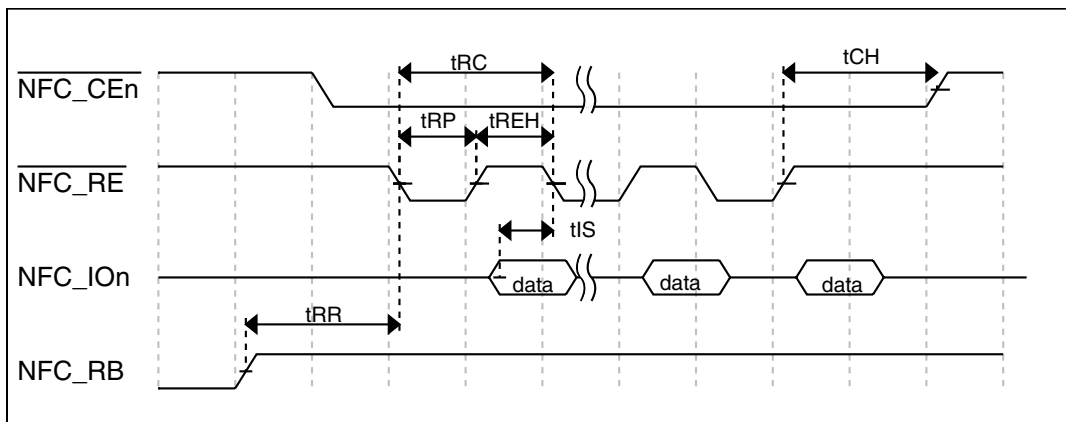 tRC
tCH
NFC_CEn
tRP
tREH
NFC_RE
tIS
NFC_IOn
data
data
data
tRR
NFC_RB